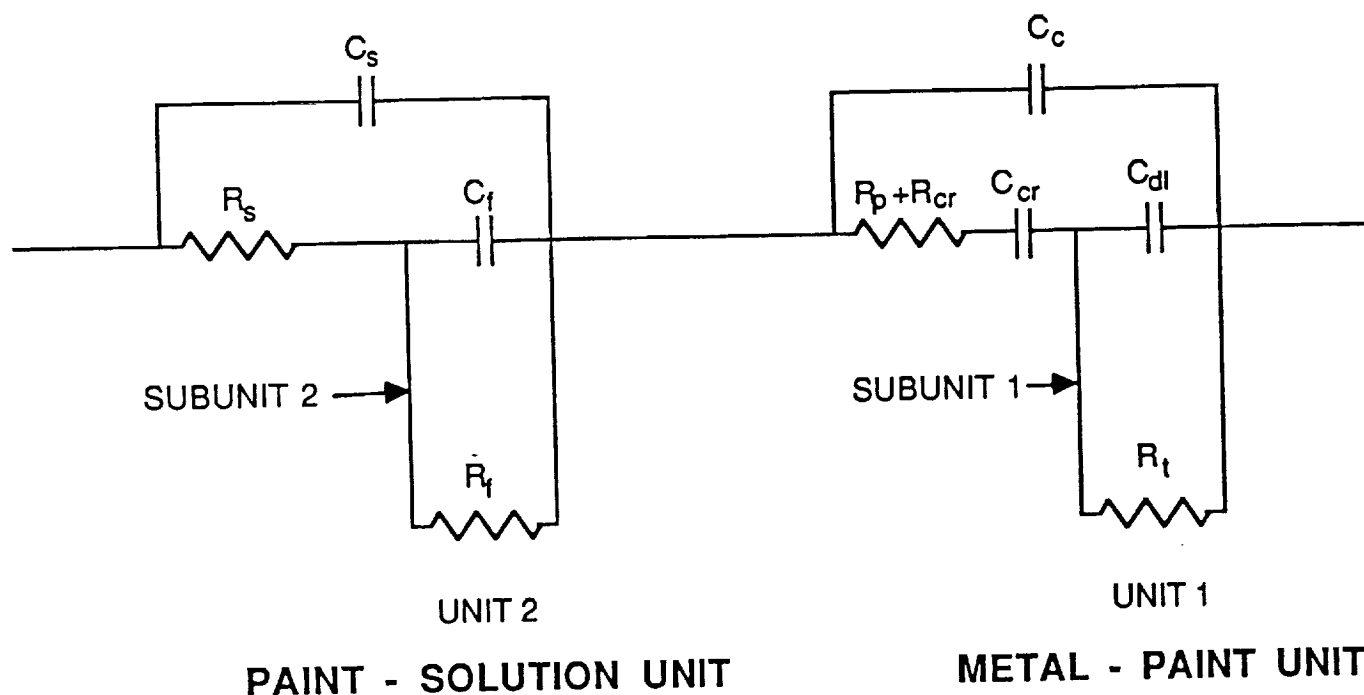 C_s
C_c
R_s
C_f
R_p+R_cr
C_cr
C_dl
SUBUNIT 2
SUBUNIT 1
R_f
R_t
UNIT 2
UNIT 1
PAINT - SOLUTION UNIT
METAL - PAINT UNIT